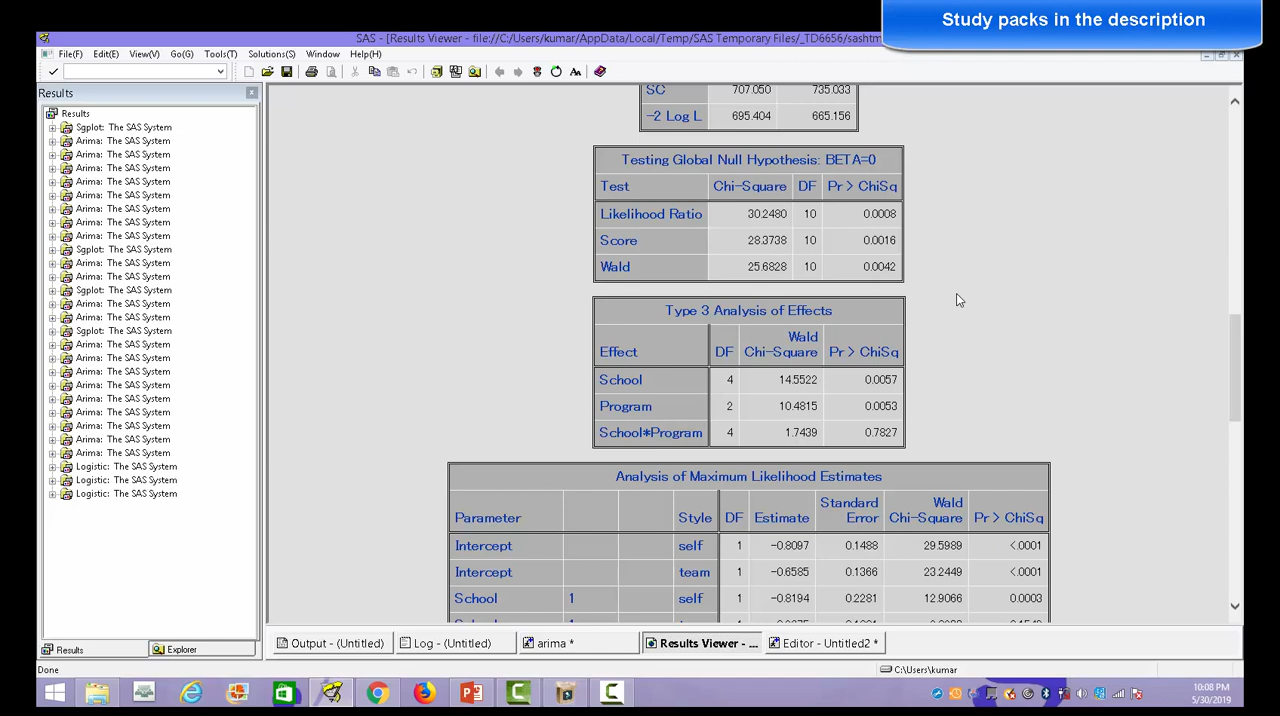 Study packs in the description
SAS - [Results Viewer - file://C:/Users/kumar/AppData/Local/Temp/SAS Temporary Files/_TD6656/sashtm
File(F) Edit(E) View(V) Go(G) Tools(T) Solutions(S) Window Help(H)
Results
Results
Sgplot: The SAS System
Arima: The SAS System
Arima: The SAS System
Arima: The SAS System
Arima: The SAS System
Arima: The SAS System
Arima: The SAS System
Arima: The SAS System
Arima: The SAS System
Sgplot: The SAS System
Arima: The SAS System
Arima: The SAS System
Sgplot: The SAS System
Arima: The SAS System
Arima: The SAS System
Sgplot: The SAS System
Arima: The SAS System
Arima: The SAS System
Arima: The SAS System
Arima: The SAS System
Arima: The SAS System
Arima: The SAS System
Arima: The SAS System
Arima: The SAS System
Arima: The SAS System
Logistic: The SAS System
Logistic: The SAS System
Logistic: The SAS System
SC 707.050 735.033
-2 Log L 695.404 665.156
Testing Global Null Hypothesis: BETA=0
Test Chi-Square DF Pr > ChiSq
Likelihood Ratio 30.2480 10 0.0008
Score 28.3738 10 0.0016
Wald 25.6828 10 0.0042
Type 3 Analysis of Effects
Effect DF Wald Chi-Square Pr > ChiSq
School 4 14.5522 0.0057
Program 2 10.4815 0.0053
School*Program 4 1.7439 0.7827
Analysis of Maximum Likelihood Estimates
Parameter Style DF Estimate Standard Error Wald Chi-Square Pr > ChiSq
Intercept self 1 -0.8097 0.1488 29.5989 <.0001
Intercept team 1 -0.6585 0.1366 23.2449 <.0001
School 1 self 1 -0.8194 0.2281 12.9066 0.0003
Results Explorer
Output - (Untitled) Log - (Untitled) arima * Results Viewer - ... Editor - Untitled2 *
Done C:\Users\kumar
10:08 PM
5/30/2019